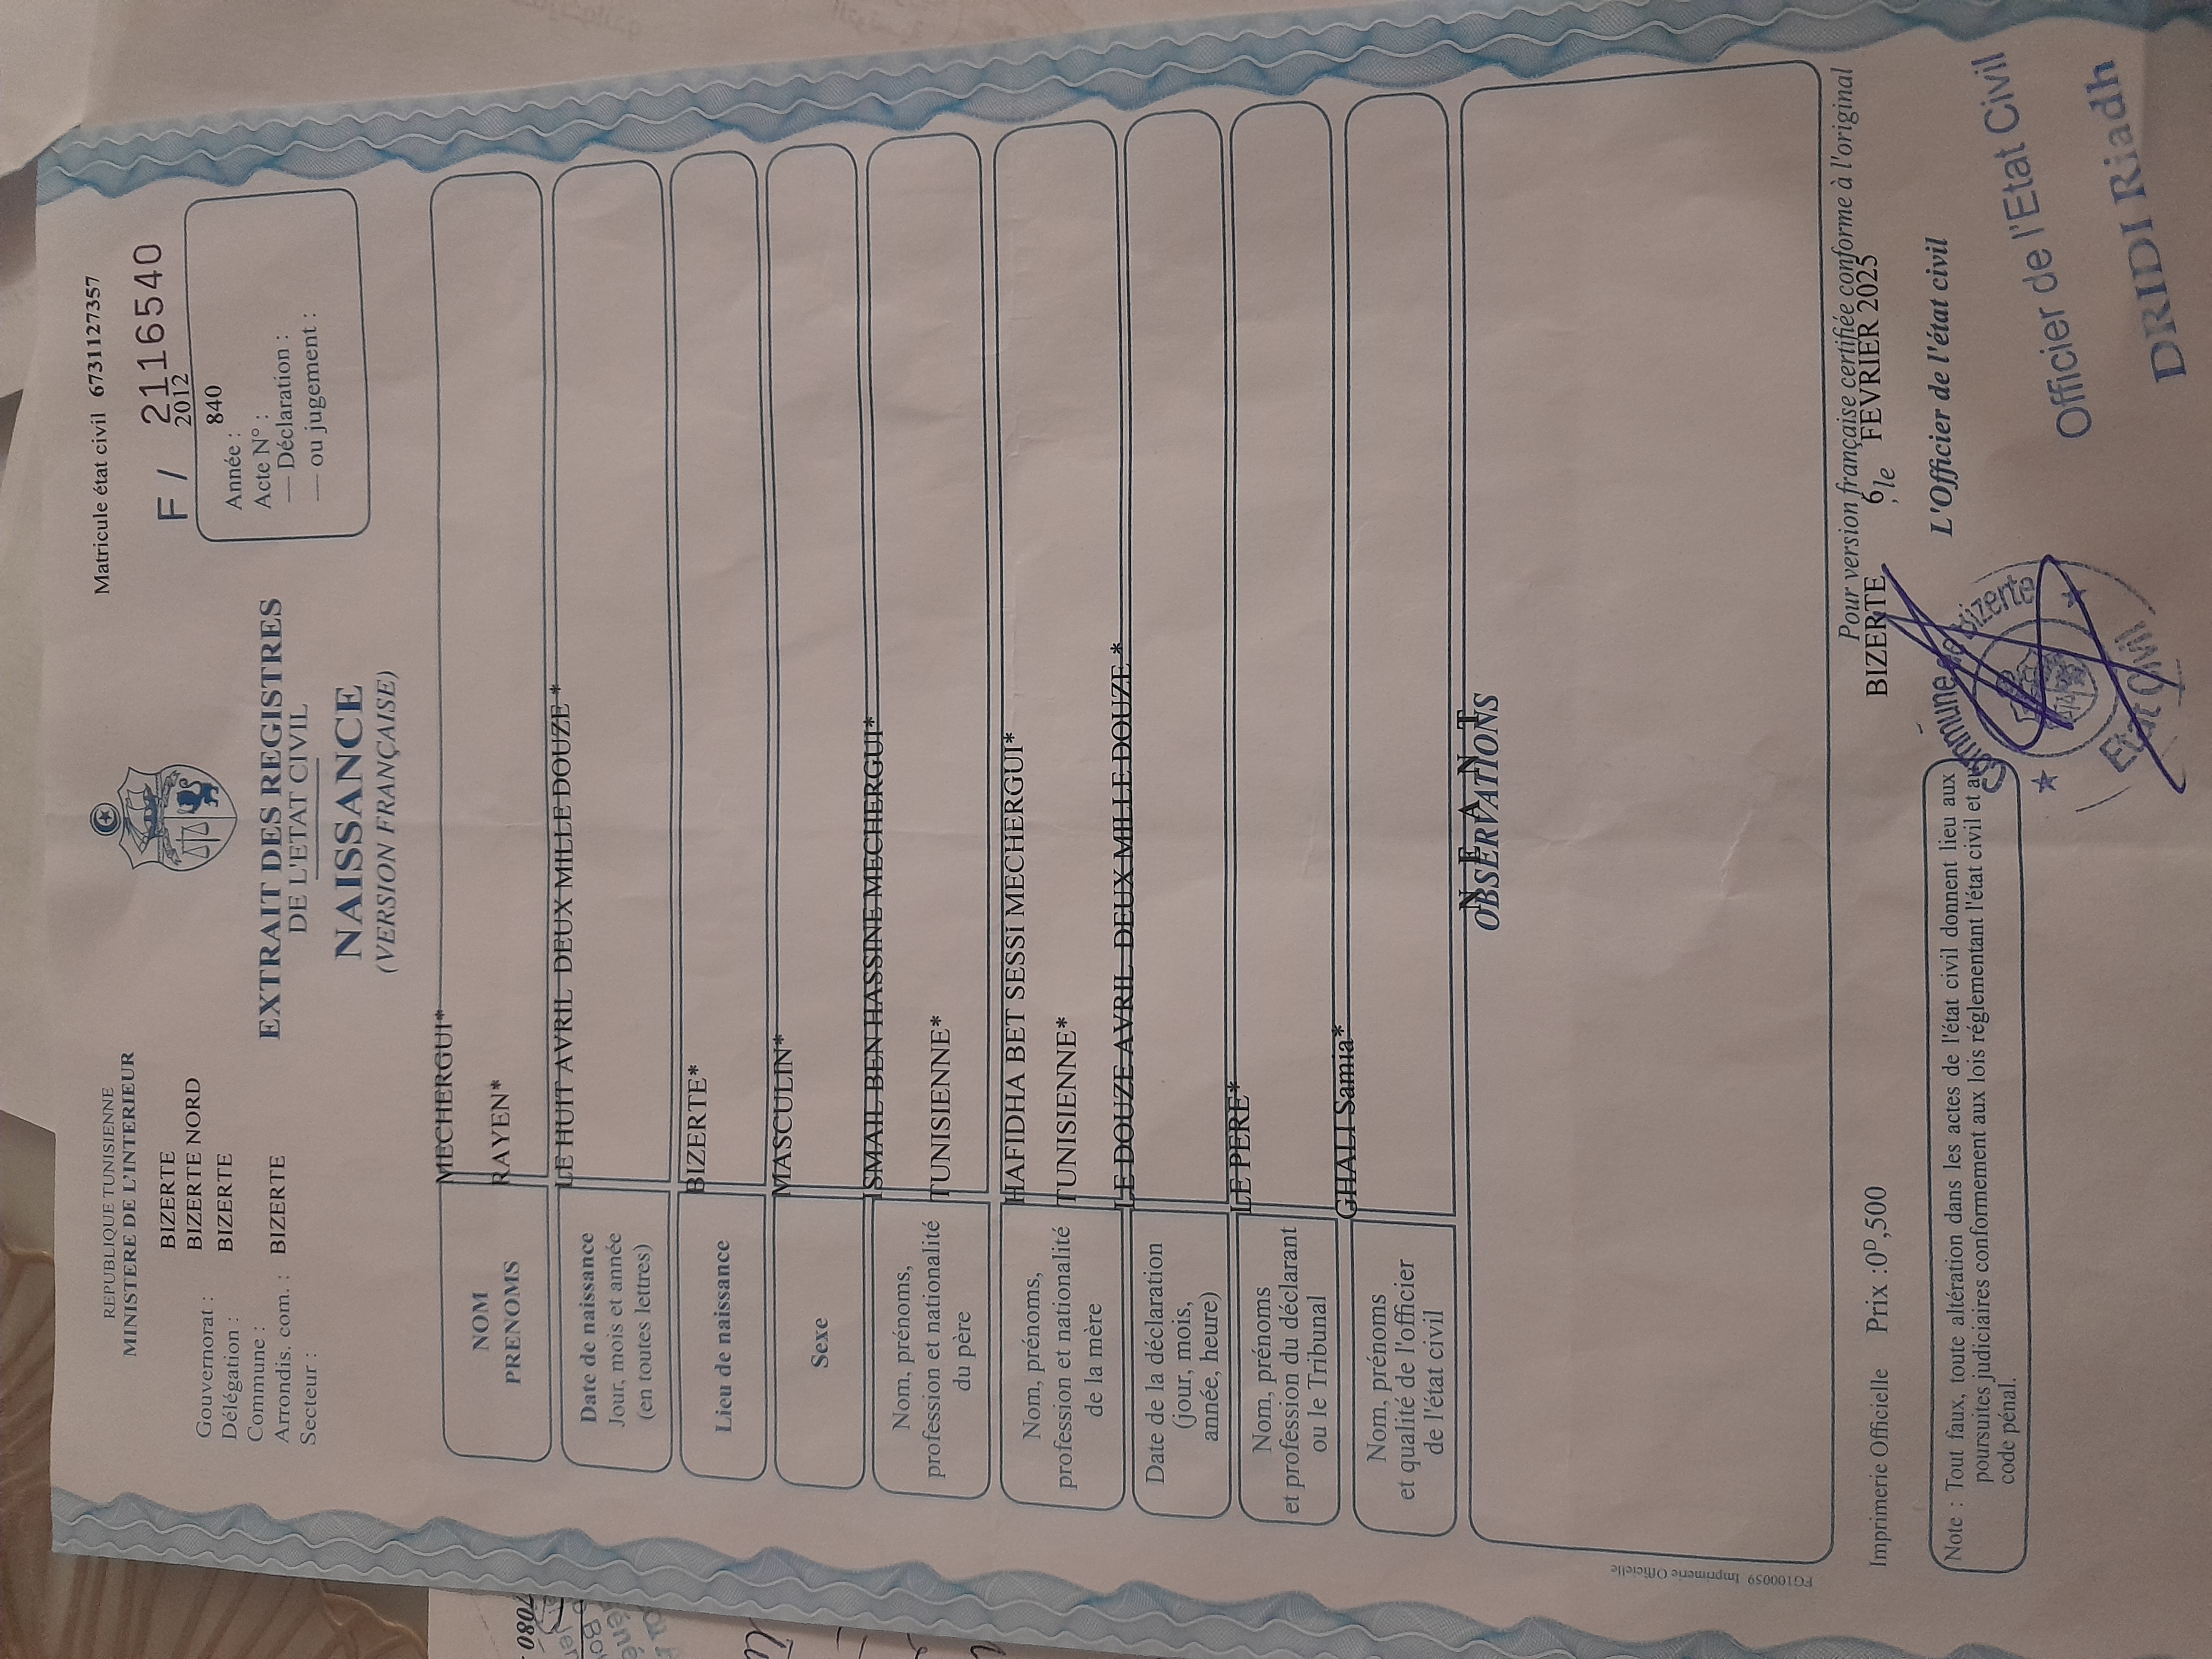 REPUBLIQUE TUNISIENNE
MINISTERE DE L'INTERIEUR
BIZERTE
Gouvernorat :
BIZERTE NORD
Délégation :
BIZERTE
Commune :
Arrondis. com. : BIZERTE
Secteur :
Matricule état civil 6731127357
F / 2116540
2012
Année : 840
Acte N° :
— Déclaration :
— ou jugement :
EXTRAIT DES REGISTRES
DE L'ETAT CIVIL
NAISSANCE
(VERSION FRANÇAISE)
NOM
PRENOMS
MECHERGUI*
RAYEN*
Date de naissance
Jour, mois et année
(en toutes lettres)
LE HUIT AVRIL DEUX MILLE DOUZE *
Lieu de naissance
BIZERTE*
Sexe
MASCULIN*
Nom, prénoms,
profession et nationalité
du père
ISMAIL BEN HASSINE MECHERGUI*
TUNISIENNE*
Nom, prénoms,
profession et nationalité
de la mère
HAFIDHA BET SESSI MECHERGUI*
TUNISIENNE*
Date de la déclaration
(jour, mois,
année, heure)
LE DOUZE AVRIL DEUX MILLE DOUZE *
Nom, prénoms
et profession du déclarant
ou le Tribunal
LE PERE*
Nom, prénoms
et qualité de l'officier
de l'état civil
GHALI Samia*
N E A N T
OBSERVATIONS
FG100059 Imprimerie Officielle
Pour version française certifiée conforme à l'original
BIZERTE , le 6 FEVRIER 2025
Imprimerie Officielle Prix :0D,500
L'Officier de l'état civil
Note : Tout faux, toute altération dans les actes de l'état civil donnent lieu aux
poursuites judiciaires conformement aux lois réglementant l'état civil et au
code pénal.
Commune de Bizerte
Etat Civil
Officier de l'Etat Civil
DRIDI Riadh